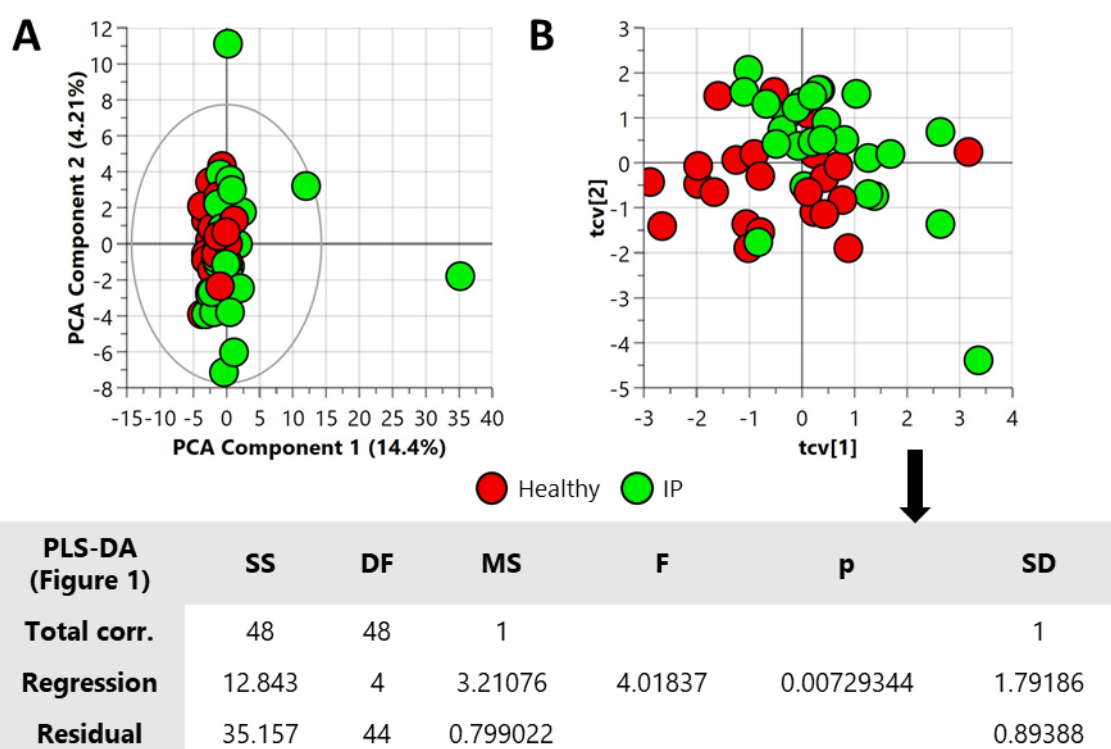 A
PCA Component 2 (4.21%)
12
10
8
6
4
2
0
-2
-4
-6
-8
-15 -10 -5 0 5 10 15 20 25 30 35 40
PCA Component 1 (14.4%)
B
tcv[2]
3
2
1
0
-1
-2
-3
-4
-5
-3 -2 -1 0 1 2 3 4
tcv[1]
Healthy IP
PLS-DA
(Figure 1) SS DF MS F p SD
Total corr. 48 48 1 1
Regression 12.843 4 3.21076 4.01837 0.00729344 1.79186
Residual 35.157 44 0.799022 0.89388